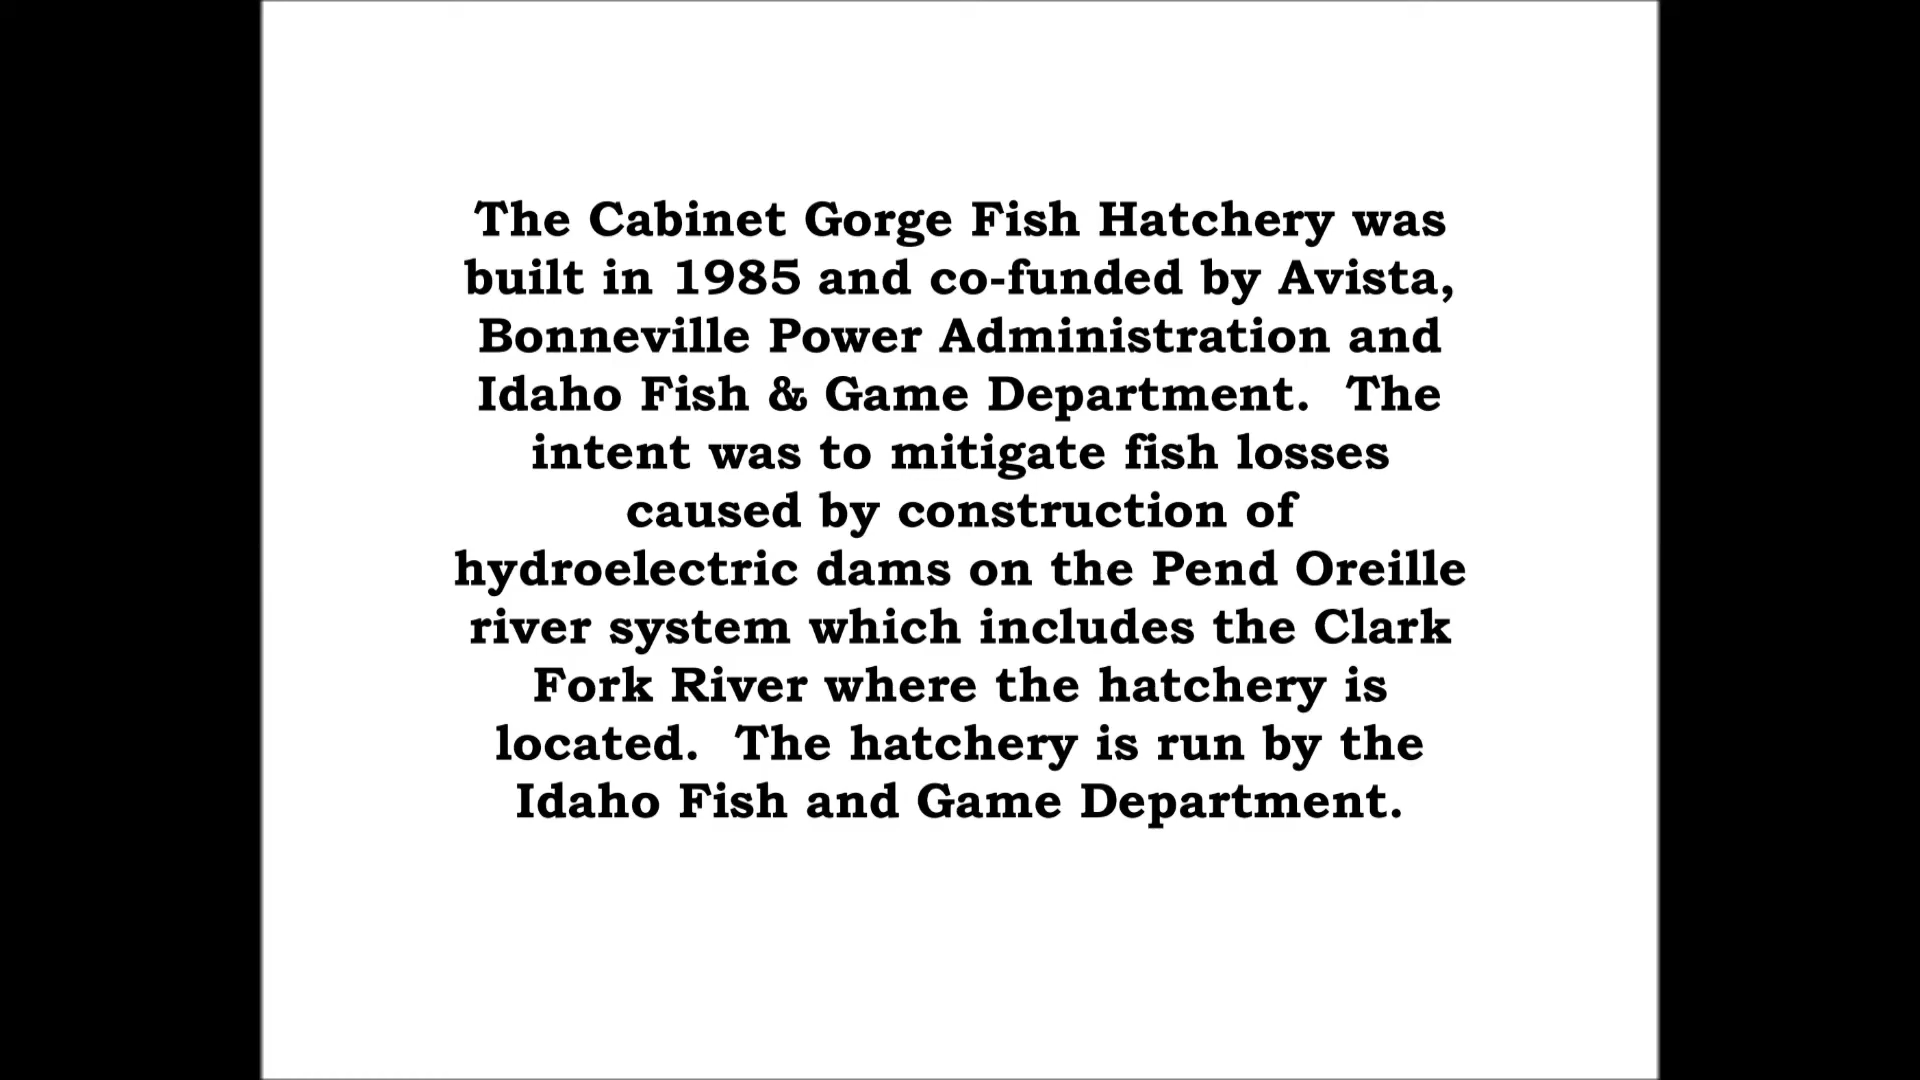 The Cabinet Gorge Fish Hatchery was
built in 1985 and co-funded by Avista,
Bonneville Power Administration and
Idaho Fish & Game Department.  The
intent was to mitigate fish losses
caused by construction of
hydroelectric dams on the Pend Oreille
river system which includes the Clark
Fork River where the hatchery is
located.  The hatchery is run by the
Idaho Fish and Game Department.